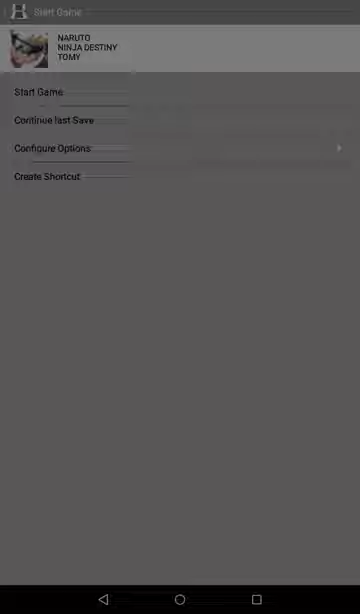 Start Game
NARUTO
NINJA DESTINY
TOMY
Start Game
Continue last Save
Configure Options
Create Shortcut